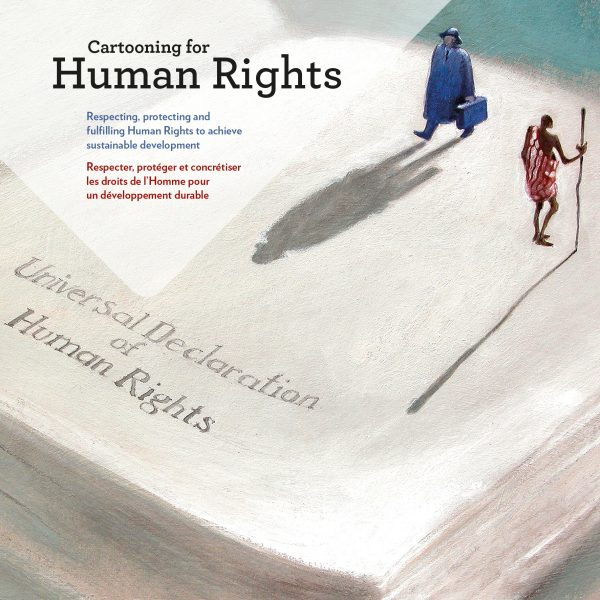 Cartooning for
Human Rights
Respecting, protecting and
fulfilling Human Rights to achieve
sustainable development
Respecter, protéger et concrétiser
les droits de l'Homme pour
un développement durable
Universal Declaration
of
Human Rights